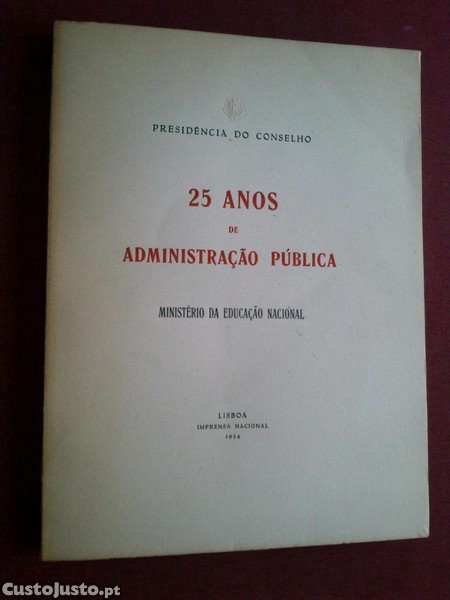 PRESIDÊNCIA DO CONSELHO
25 ANOS
DE
ADMINISTRAÇÃO PÚBLICA
MINISTÉRIO DA EDUCAÇÃO NACIONAL
LISBOA
IMPRENSA NACIONAL
1954
CustoJusto.pt